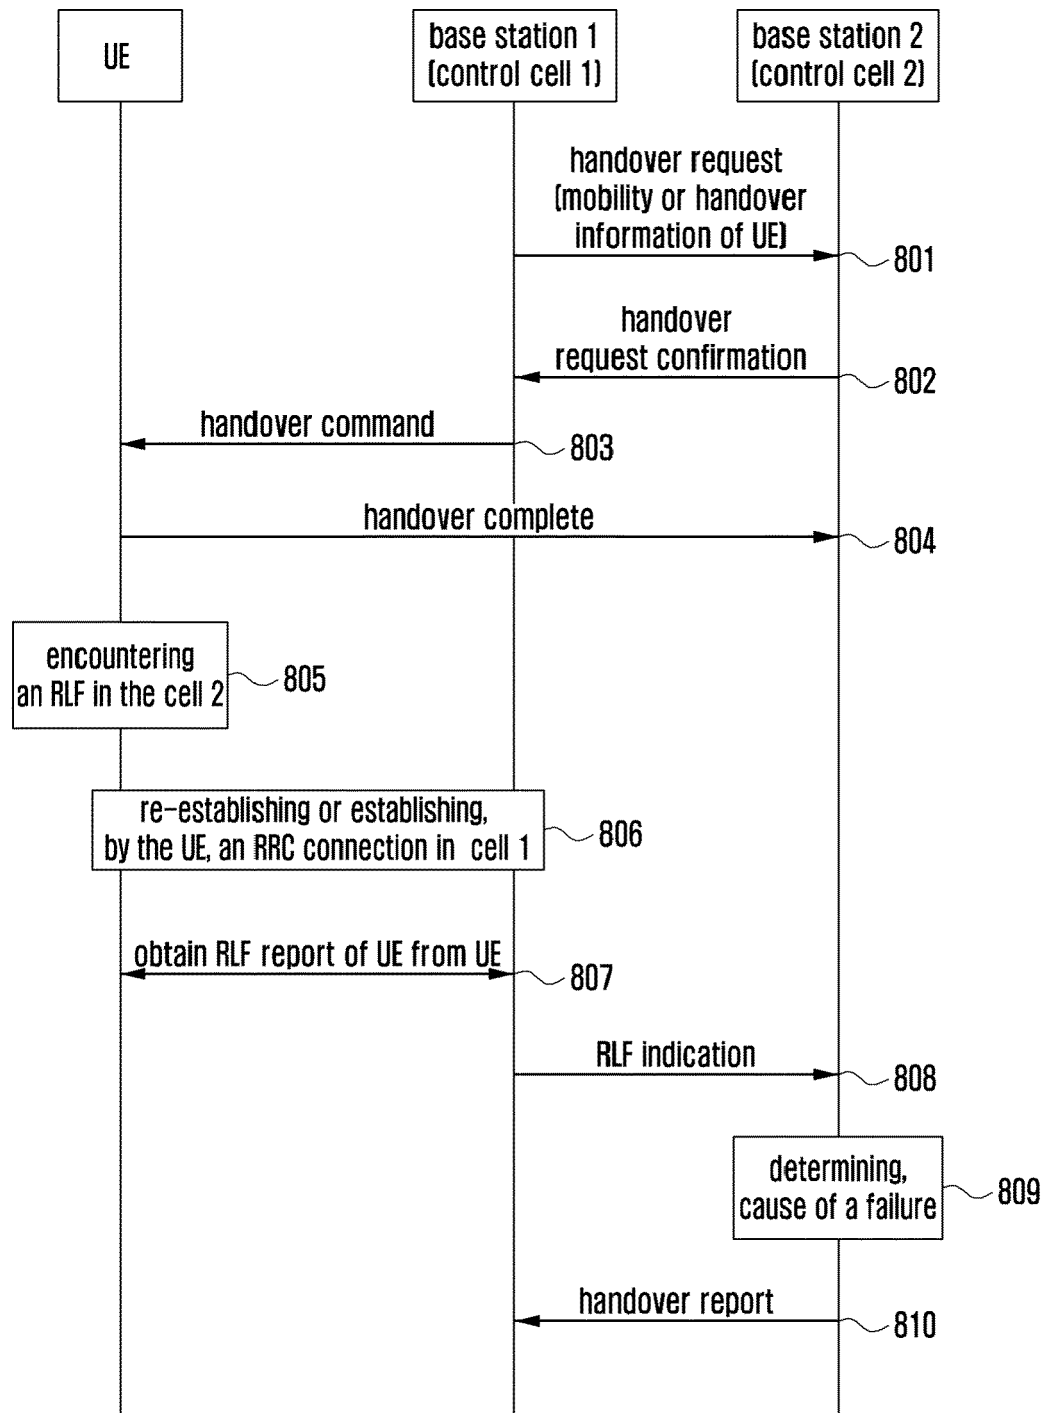 UE
base station 1
(control cell 1)
base station 2
(control cell 2)
handover request
(mobility or handover
information of UE)
801
handover
request confirmation
802
handover command
803
handover complete
804
encountering
an RLF in the cell 2
805
re-establishing or establishing,
by the UE, an RRC connection in cell 1
806
obtain RLF report of UE from UE
807
RLF indication
808
determining,
cause of a failure
809
handover report
810